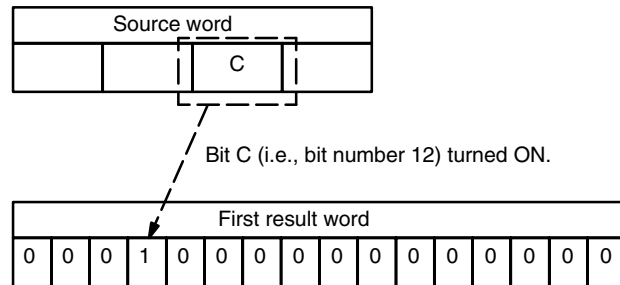 Source word
C
Bit C (i.e., bit number 12) turned ON.
First result word
0 0 0 1 0 0 0 0 0 0 0 0 0 0 0 0